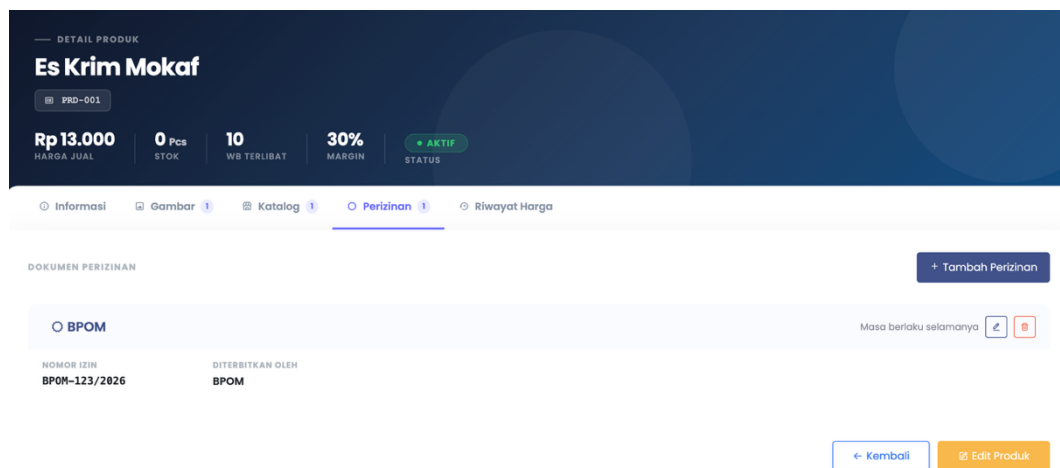 DETAIL PRODUK
Es Krim Mokaf
PRD-001
Rp 13.000 0 Pcs 10 30% AKTIF
HARGA JUAL STOK WB TERLIBAT MARGIN STATUS
Informasi Gambar 1 Katalog 1 Perizinan 1 Riwayat Harga
DOKUMEN PERIZINAN + Tambah Perizinan
BPOM Masa berlaku selamanya
NOMOR IZIN DITERBITKAN OLEH
BPOM-123/2026 BPOM
← Kembali Edit Produk